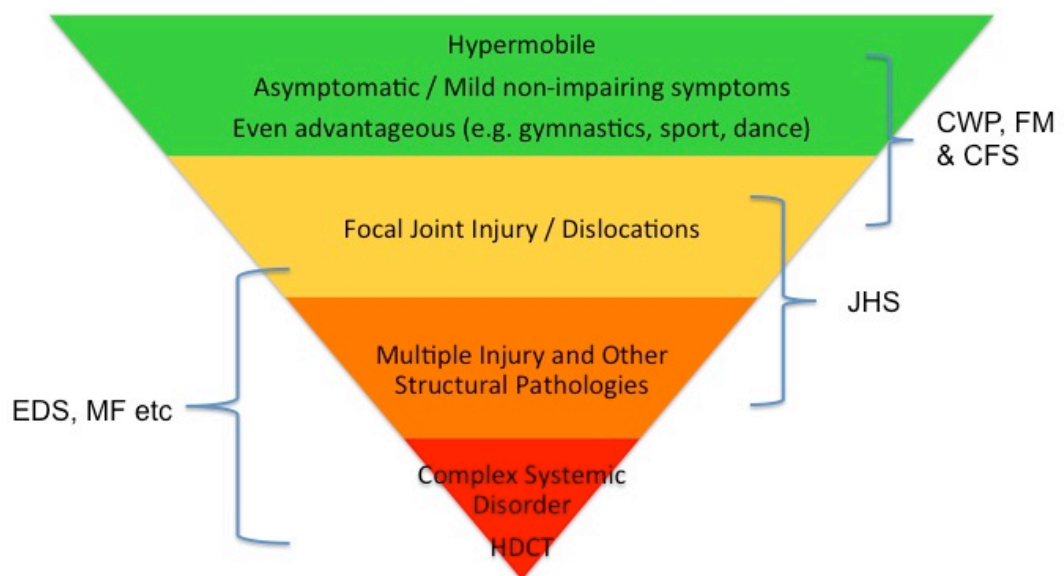 Hypermobile
Asymptomatic / Mild non-impairing symptoms
Even advantageous (e.g. gymnastics, sport, dance)
CWP, FM
& CFS
Focal Joint Injury / Dislocations
JHS
Multiple Injury and Other
Structural Pathologies
EDS, MF etc
Complex Systemic
Disorder
HDCT